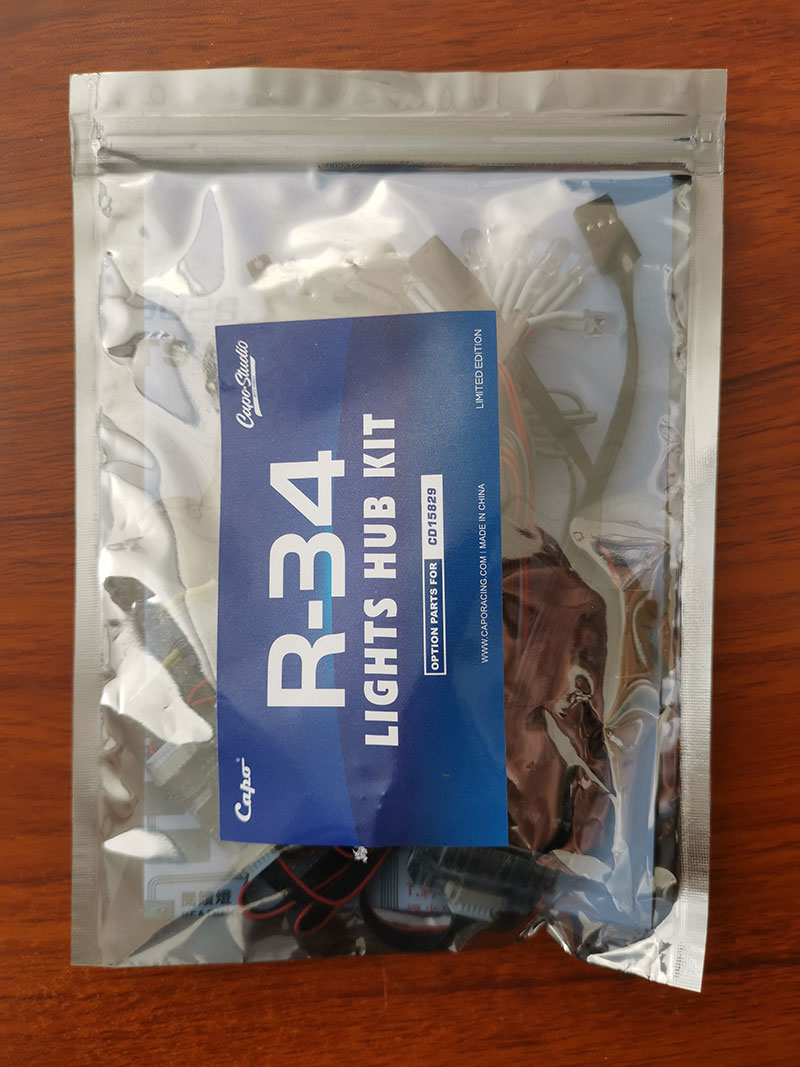 Capo
Capo Studio
R-34
LIGHTS HUB KIT
OPTION PARTS FOR CD15829
WWW.CAPORACING.COM | MADE IN CHINA
LIMITED EDITION